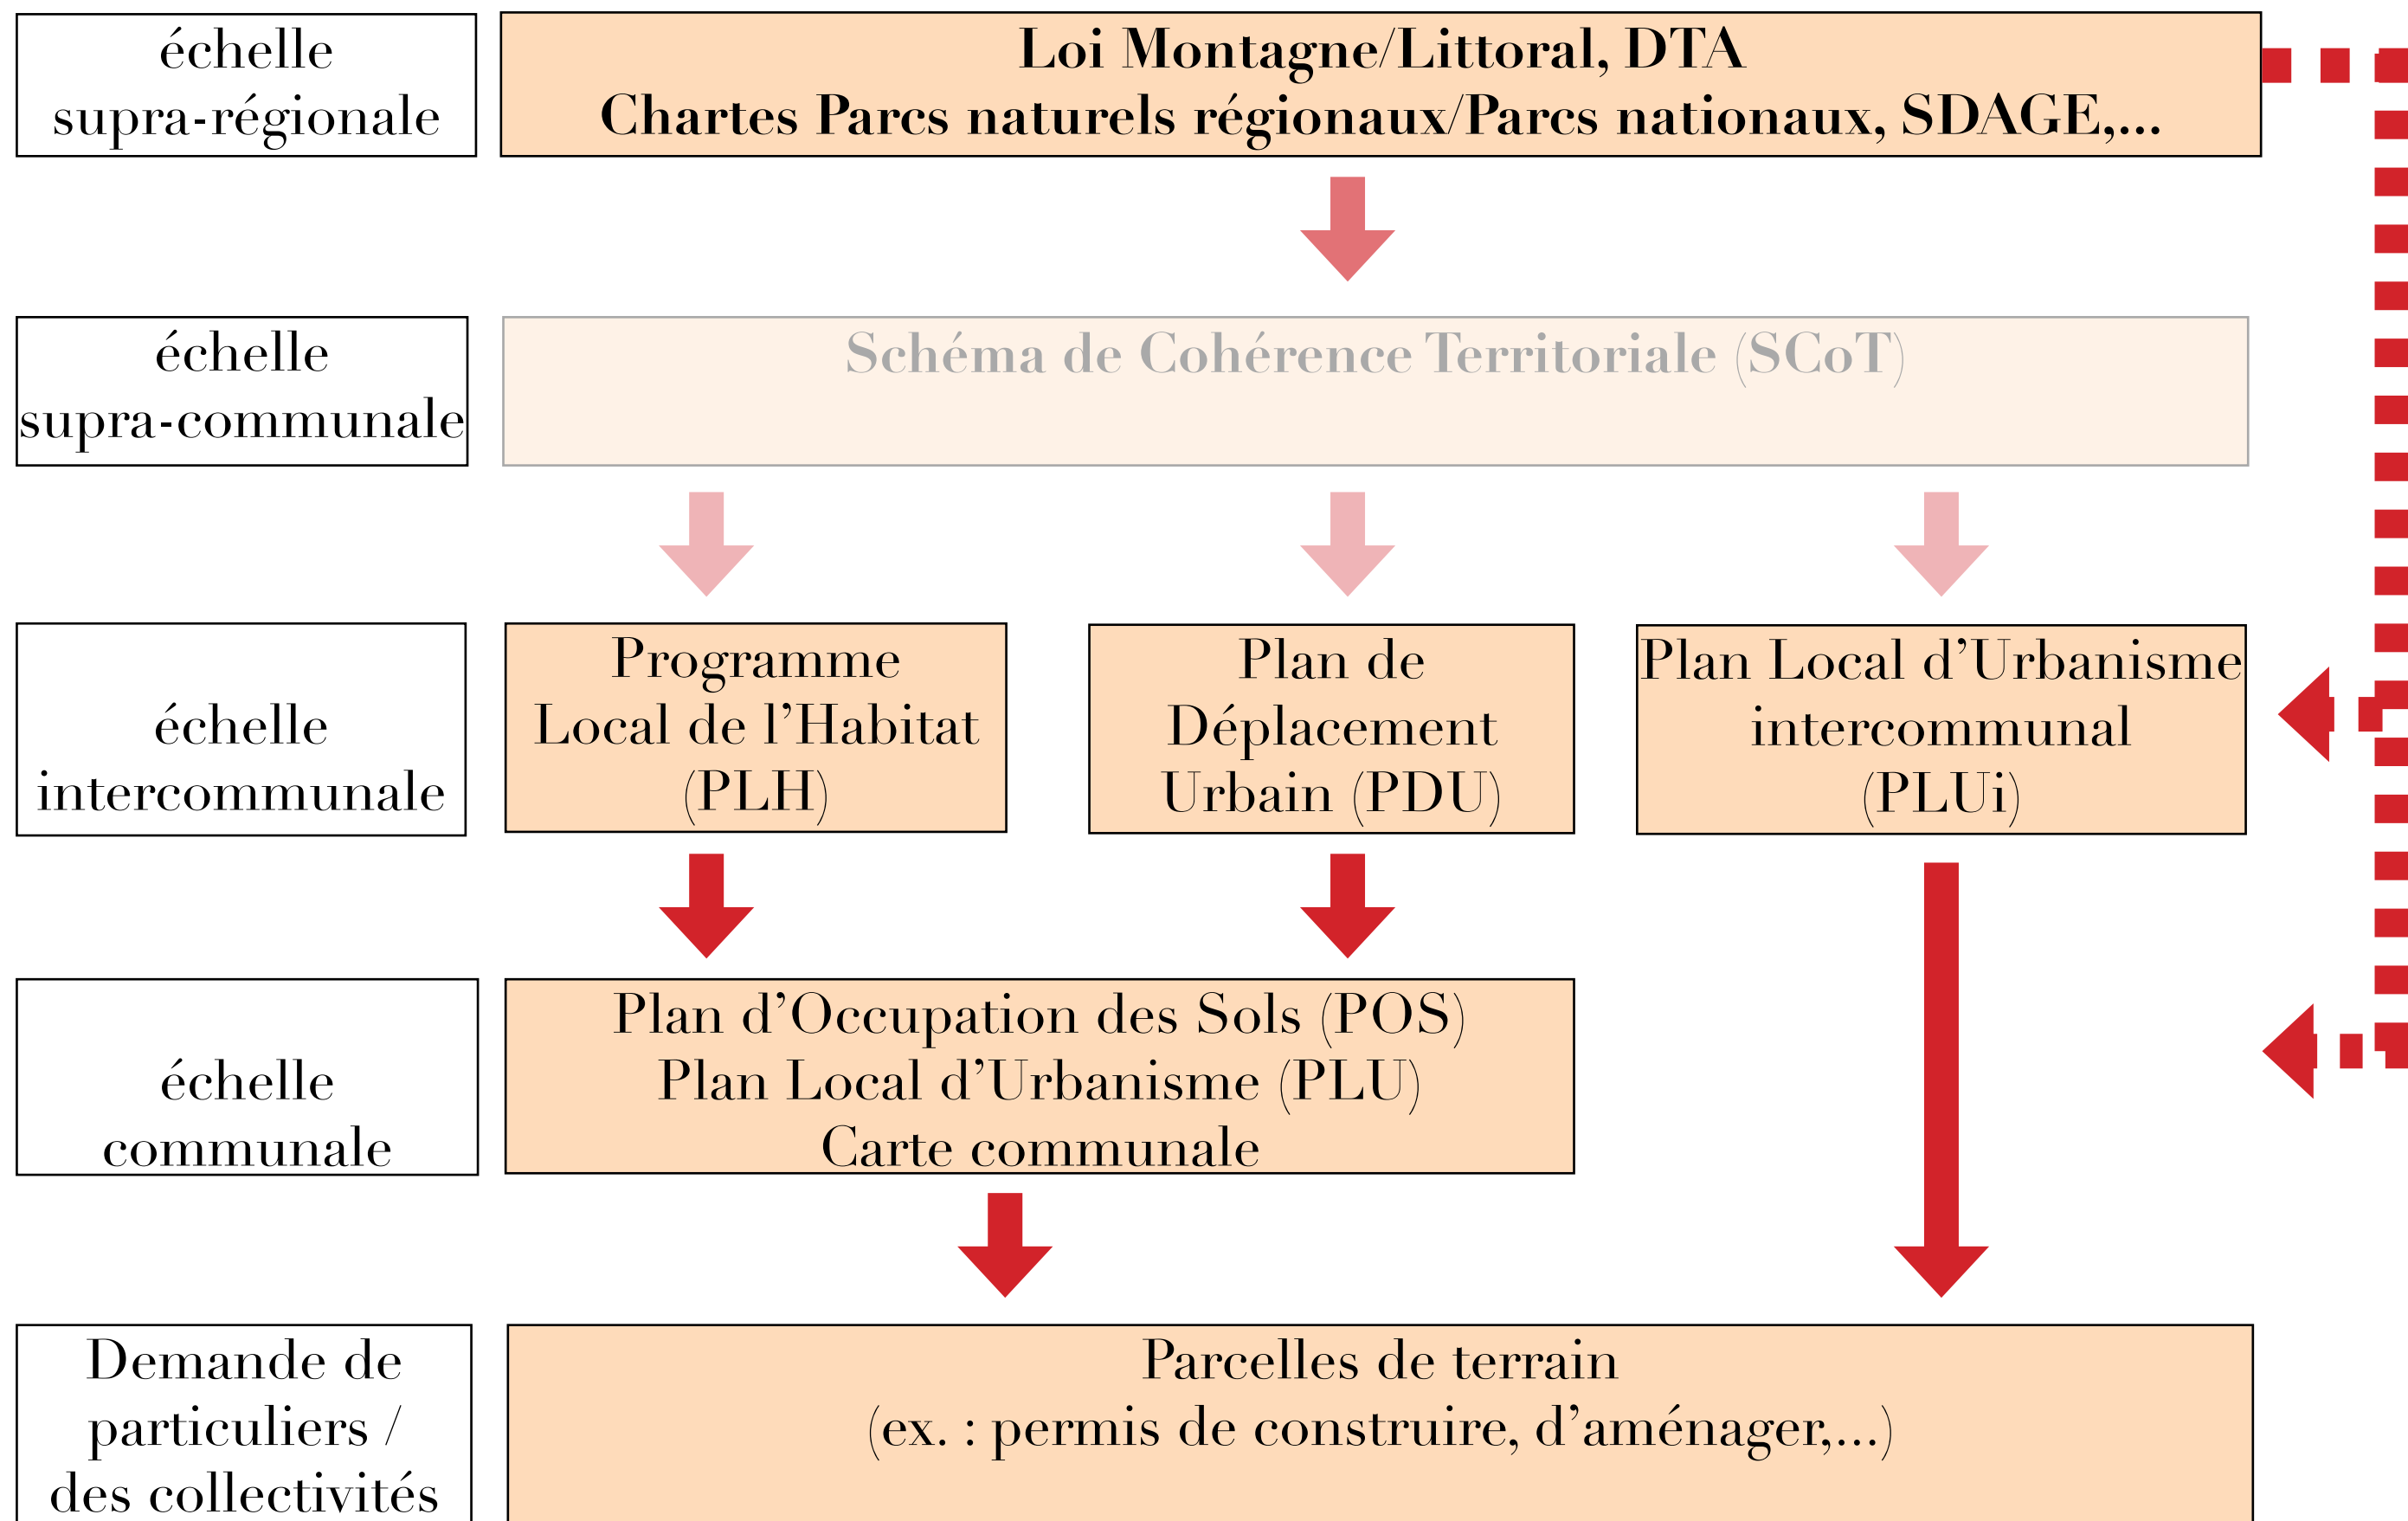 échelle
supra-régionale
Loi Montagne/Littoral, DTA
Chartes Parcs naturels régionaux/Parcs nationaux, SDAGE,...
échelle
supra-communale
Schéma de Cohérence Territoriale (SCoT)
échelle
intercommunale
Programme
Local de l’Habitat
(PLH)
Plan de
Déplacement
Urbain (PDU)
Plan Local d’Urbanisme
intercommunal
(PLUi)
échelle
communale
Plan d’Occupation des Sols (POS)
Plan Local d’Urbanisme (PLU)
Carte communale
Demande de
particuliers /
des collectivités
Parcelles de terrain
(ex. : permis de construire, d’aménager,...)